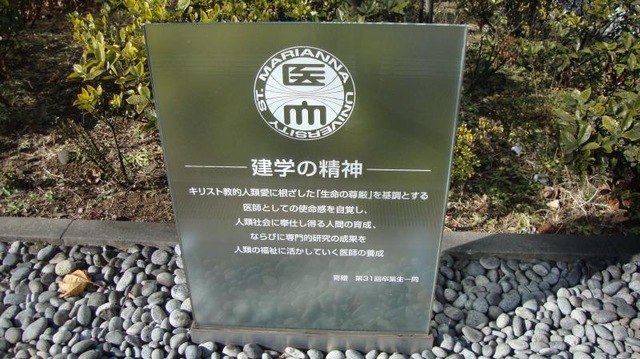 ST. MARIANNA UNIVERSITY
医大
建学の精神
キリスト教的人類愛に根ざした「生命の尊厳」を基調とする
医師としての使命感を自覚し、
人類社会に奉仕し得る人間の育成、
ならびに専門的研究の成果を
人類の福祉に活かしていく医師の養成
寄贈 第31回卒業生一同